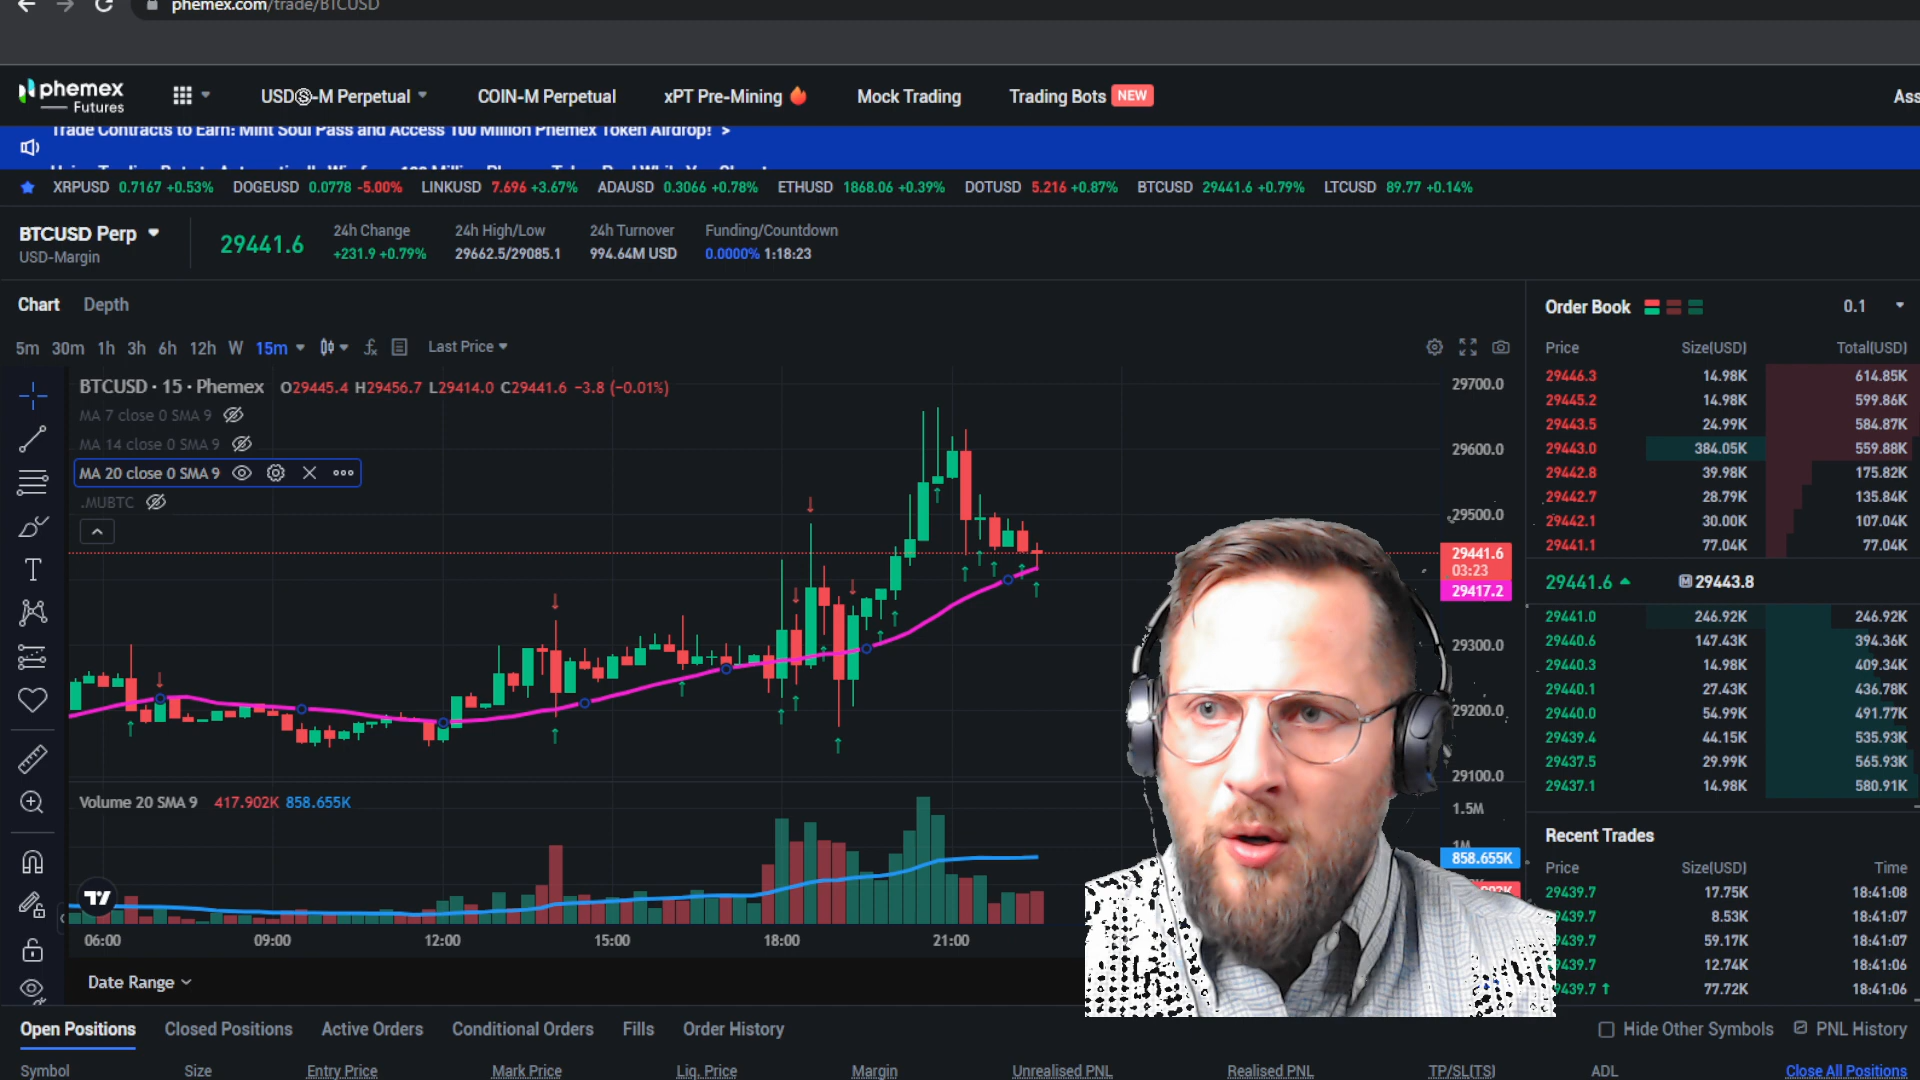 phemex.com/trade/BTCUSD
phemex Futures
USDⓈ-M Perpetual
COIN-M Perpetual
xPT Pre-Mining
Mock Trading
Trading Bots NEW
Ass
Trade Contracts to Earn: Mint Soul Pass and Access 100 Million Phemex Token Airdrop! >
XRPUSD 0.7167 +0.53% DOGEUSD 0.0778 -5.00% LINKUSD 7.696 +3.67% ADAUSD 0.3066 +0.78% ETHUSD 1868.06 +0.39% DOTUSD 5.216 +0.87% BTCUSD 29441.6 +0.79% LTCUSD 89.77 +0.14%
BTCUSD Perp
USD-Margin
29441.6
24h Change
+231.9 +0.79%
24h High/Low
29662.5/29085.1
24h Turnover
994.64M USD
Funding/Countdown
0.0000% 1:18:23
Chart Depth
5m 30m 1h 3h 6h 12h W 15m Last Price
BTCUSD · 15 · Phemex O29445.4 H29456.7 L29414.0 C29441.6 −3.8 (−0.01%)
MA 7 close 0 SMA 9
MA 14 close 0 SMA 9
MA 20 close 0 SMA 9
.MUBTC
29700.0
29600.0
29500.0
29441.6
03:23
29417.2
29300.0
29200.0
29100.0
Volume 20 SMA 9 417.902K 858.655K
1.5M
1M
858.655K
06:00 09:00 12:00 15:00 18:00 21:00
Date Range
Order Book 0.1
Price Size(USD) Total(USD)
29446.3 14.98K 614.85K
29445.2 14.98K 599.86K
29443.5 24.99K 584.87K
29443.0 384.05K 559.88K
29442.8 39.98K 175.82K
29442.7 28.79K 135.84K
29442.1 30.00K 107.04K
29441.1 77.04K 77.04K
29441.6 M 29443.8
29441.0 246.92K 246.92K
29440.6 147.43K 394.36K
29440.3 14.98K 409.34K
29440.1 27.43K 436.78K
29440.0 54.99K 491.77K
29439.4 44.15K 535.93K
29437.5 29.99K 565.93K
29437.1 14.98K 580.91K
Recent Trades
Price Size(USD) Time
29439.7 17.75K 18:41:08
9439.7 8.53K 18:41:07
439.7 59.17K 18:41:07
439.7 12.74K 18:41:06
9439.7 ↑ 77.72K 18:41:06
Open Positions Closed Positions Active Orders Conditional Orders Fills Order History
Hide Other Symbols PNL History
Symbol Size Entry Price Mark Price Liq. Price Margin Unrealised PNL Realised PNL TP/SL(TS) ADL Close All Positions